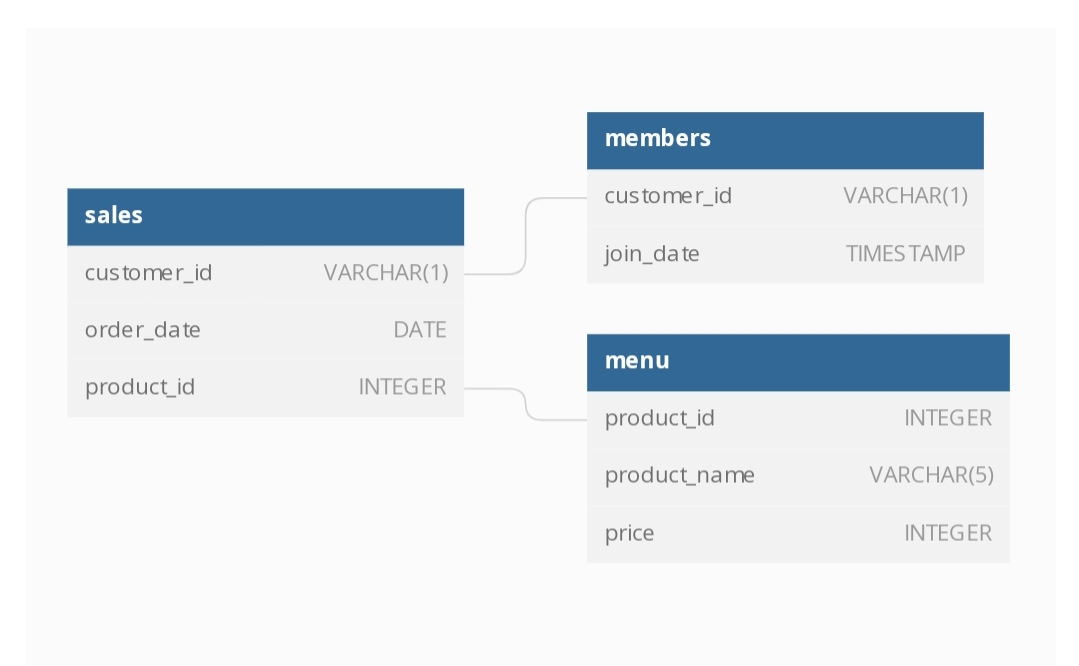 sales
customer_id VARCHAR(1)
order_date DATE
product_id INTEGER
members
customer_id VARCHAR(1)
join_date TIMESTAMP
menu
product_id INTEGER
product_name VARCHAR(5)
price INTEGER